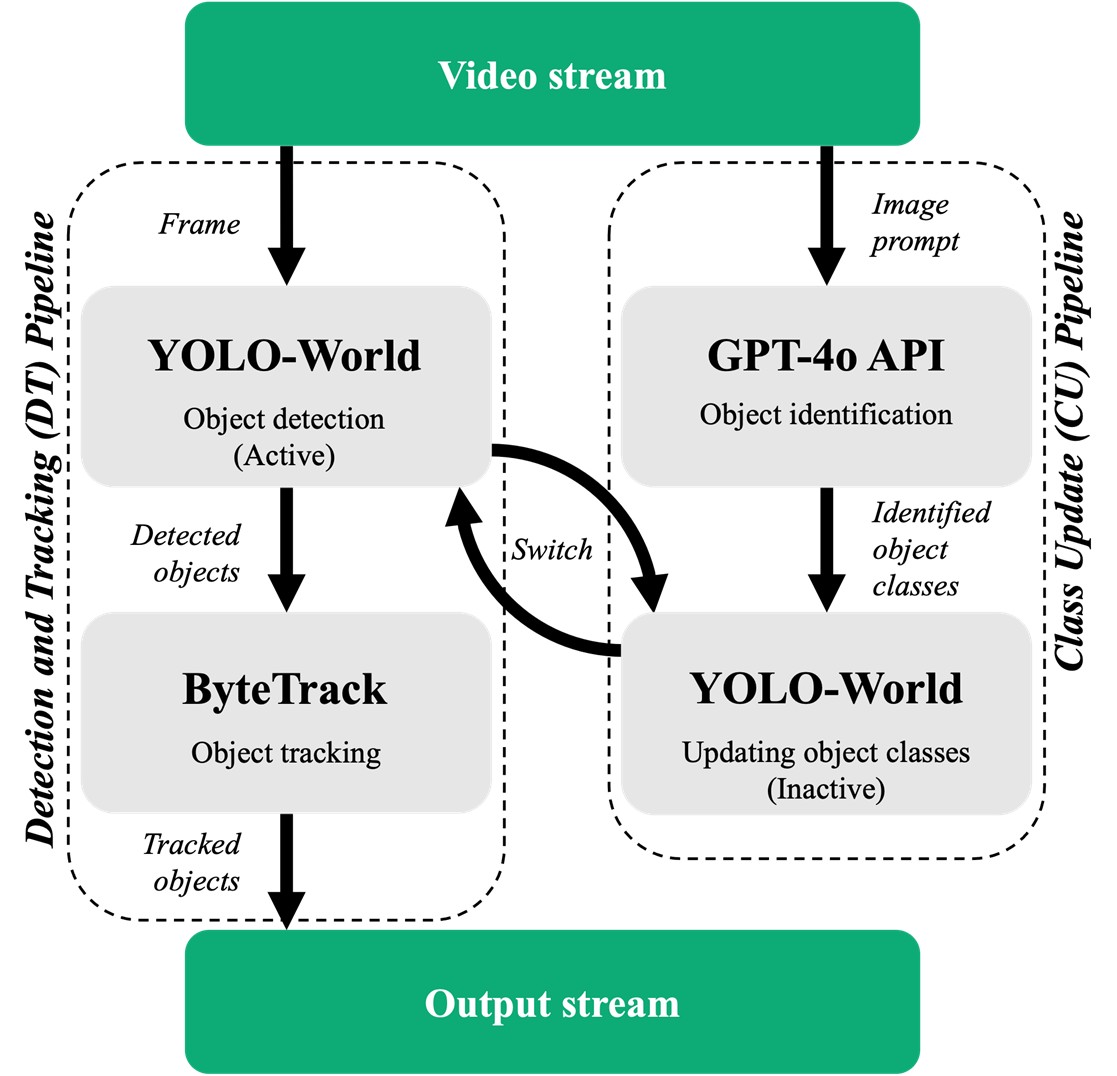 Video stream
Detection and Tracking (DT) Pipeline
Frame
YOLO-World
Object detection
(Active)
Detected
objects
ByteTrack
Object tracking
Tracked
objects
Switch
Image
prompt
GPT-4o API
Object identification
Identified
object
classes
YOLO-World
Updating object classes
(Inactive)
Class Update (CU) Pipeline
Output stream